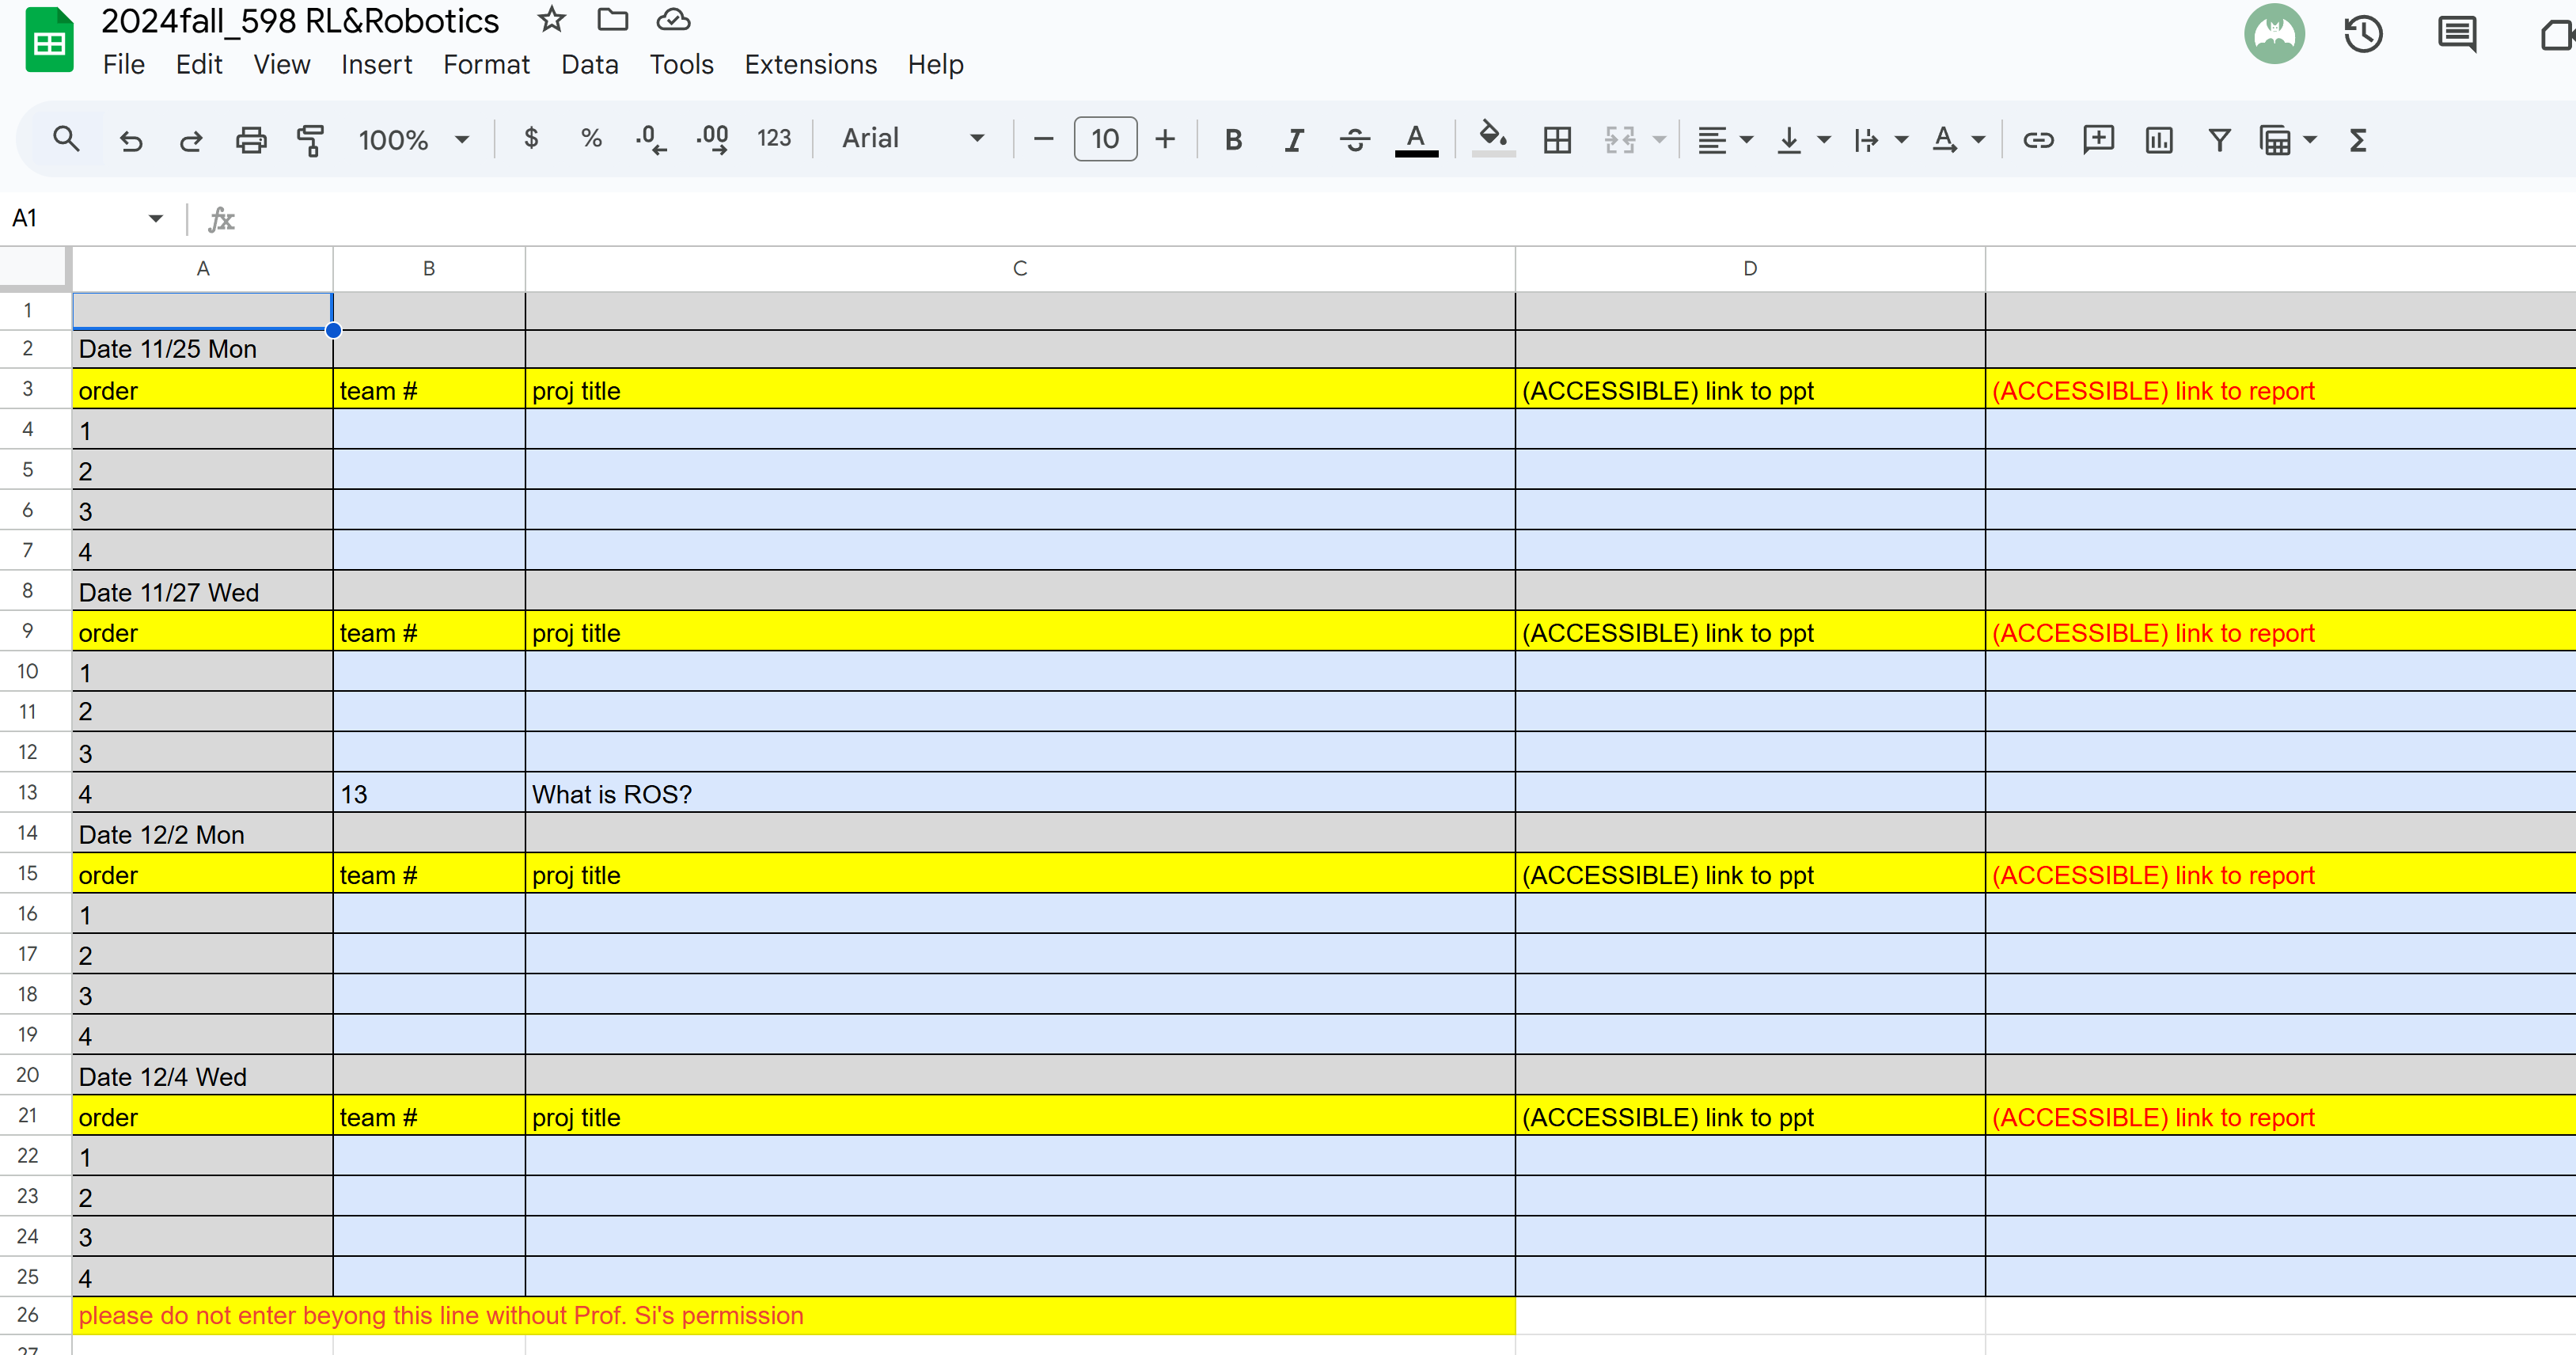 2024fall_598 RL&Robotics
File Edit View Insert Format Data Tools Extensions Help
100% $ % .0 .00 123 Arial 10 B I S A A Σ
A1 fx
A B C D
1
2 Date 11/25 Mon
3 order team # proj title (ACCESSIBLE) link to ppt (ACCESSIBLE) link to report
4 1
5 2
6 3
7 4
8 Date 11/27 Wed
9 order team # proj title (ACCESSIBLE) link to ppt (ACCESSIBLE) link to report
10 1
11 2
12 3
13 4 13 What is ROS?
14 Date 12/2 Mon
15 order team # proj title (ACCESSIBLE) link to ppt (ACCESSIBLE) link to report
16 1
17 2
18 3
19 4
20 Date 12/4 Wed
21 order team # proj title (ACCESSIBLE) link to ppt (ACCESSIBLE) link to report
22 1
23 2
24 3
25 4
26 please do not enter beyong this line without Prof. Si's permission
27